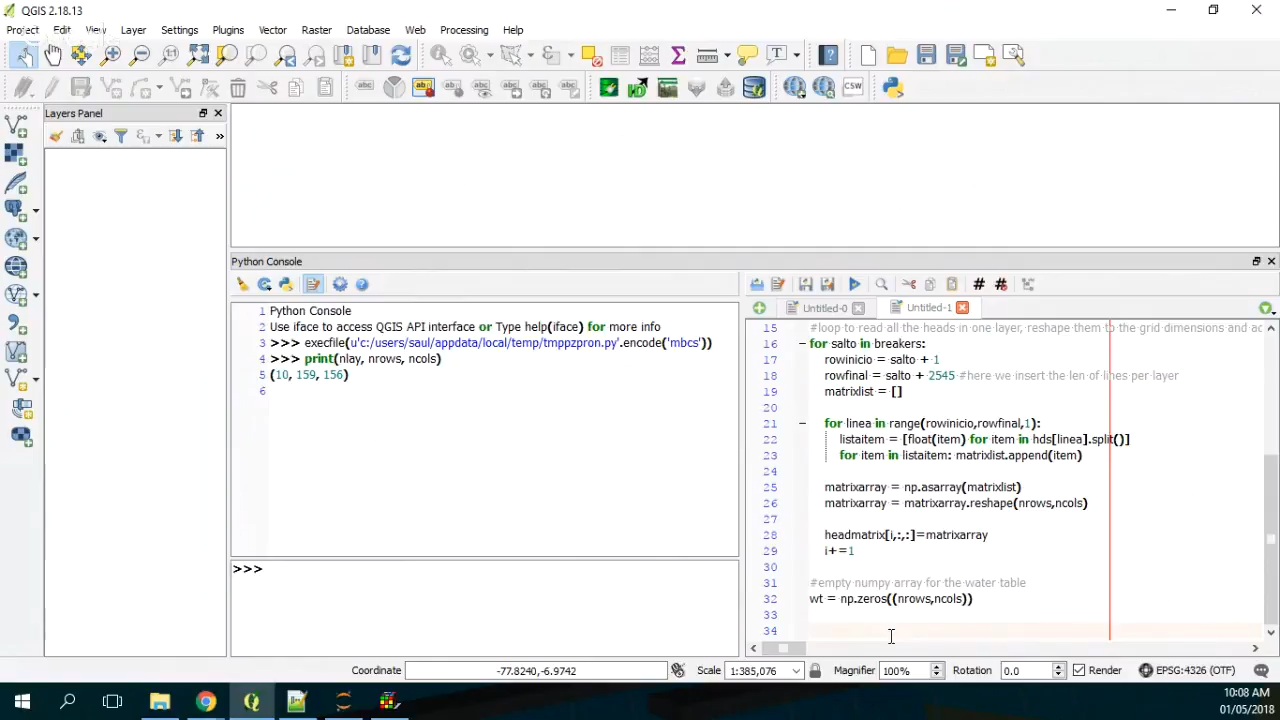 QGIS 2.18.13
Project Edit View Layer Settings Plugins Vector Raster Database Web Processing Help
Layers Panel
Python Console
Untitled-0 Untitled-1
1 Python Console
2 Use iface to access QGIS API interface or Type help(iface) for more info
3 >>> execfile(u'c:/users/saul/appdata/local/temp/tmppzpron.py'.encode('mbcs'))
4 >>> print(nlay, nrows, ncols)
5 (10, 159, 156)
6
>>>
15 #loop to read all the heads in one layer, reshape them to the grid dimensions and ac
16 for salto in breakers:
17 rowinicio = salto + 1
18 rowfinal = salto + 2545 #here we insert the len of lines per layer
19 matrixlist = []
20
21 for linea in range(rowinicio,rowfinal,1):
22 listaitem = [float(item) for item in hds[linea].split()]
23 for item in listaitem: matrixlist.append(item)
24
25 matrixarray = np.asarray(matrixlist)
26 matrixarray = matrixarray.reshape(nrows,ncols)
27
28 headmatrix[i,:,:]=matrixarray
29 i+=1
30
31 #empty numpy array for the water table
32 wt = np.zeros((nrows,ncols))
33
34
Coordinate -77.8240,-6.9742 Scale 1:385,076 Magnifier 100% Rotation 0.0 Render EPSG:4326 (OTF)
10:08 AM
01/05/2018